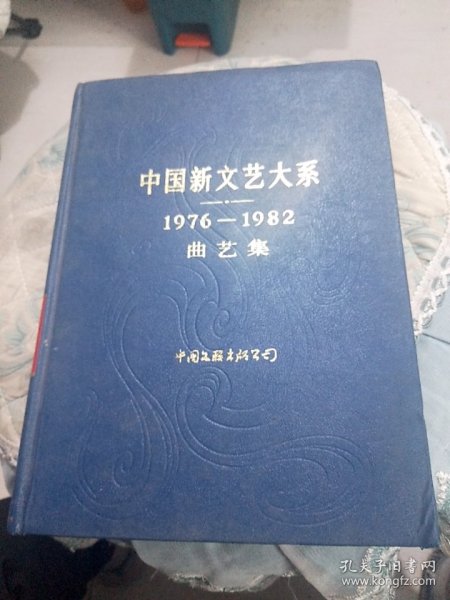 中国新文艺大系
1976—1982
曲艺集
中国文联出版公司
孔夫子旧书网
www.kongfz.com